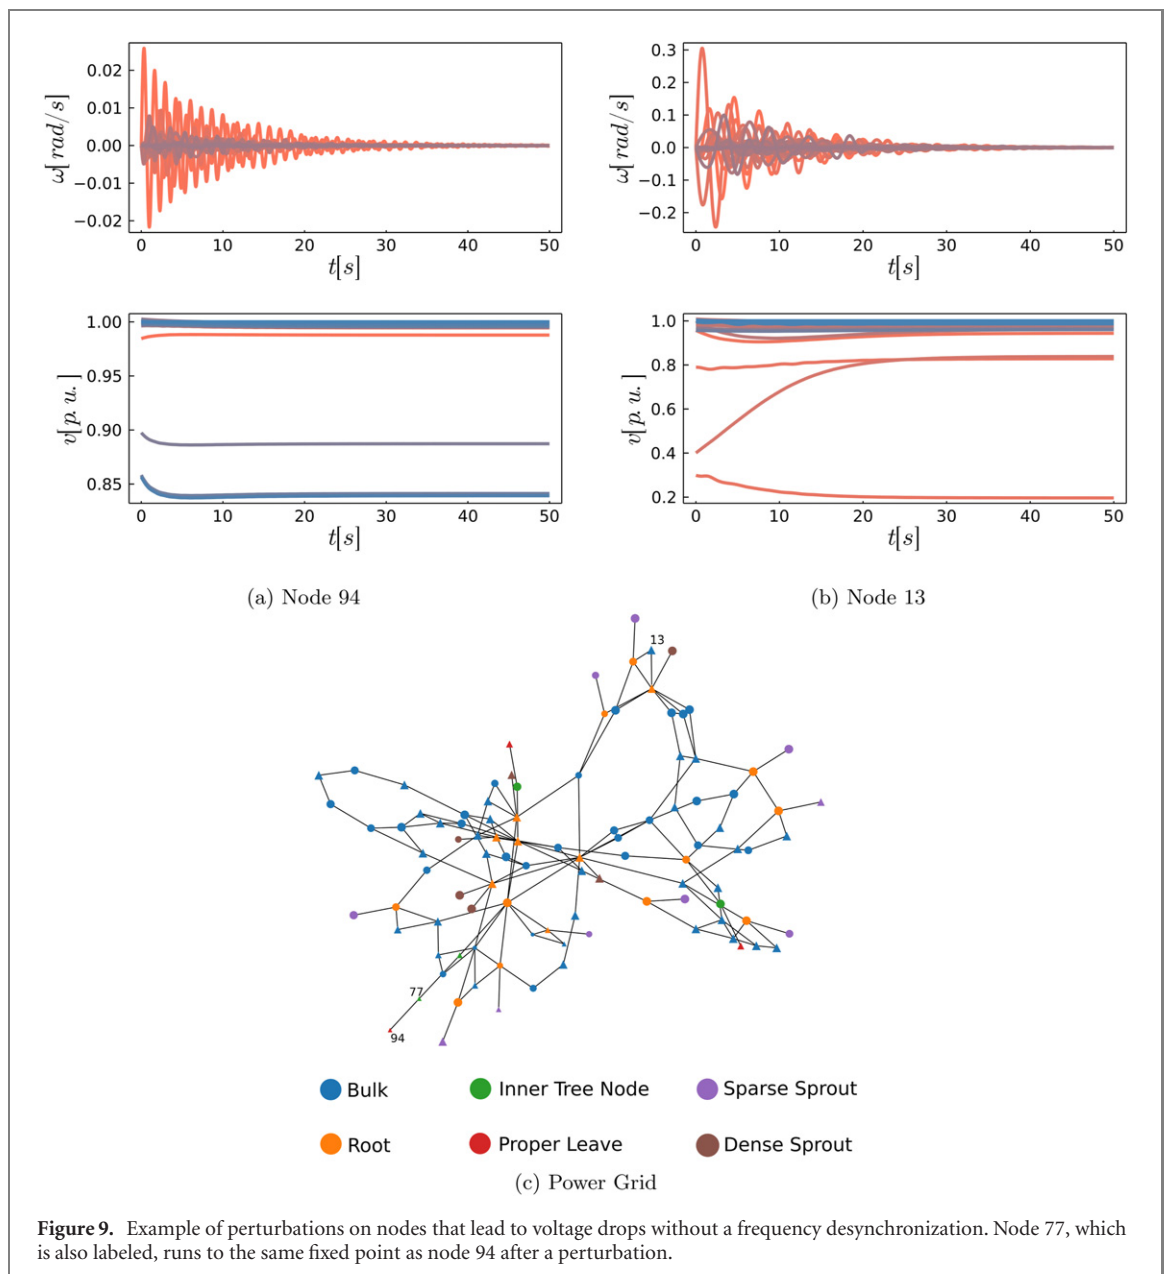 0.02
0.01
0.00
−0.01
−0.02
ω[rad/s]
0 10 20 30 40 50
t[s]
0.3
0.2
0.1
0.0
−0.1
−0.2
ω[rad/s]
0 10 20 30 40 50
t[s]
1.00
0.95
0.90
0.85
v[p.u.]
0 10 20 30 40 50
t[s]
1.0
0.8
0.6
0.4
0.2
v[p.u.]
0 10 20 30 40 50
t[s]
(a) Node 94
(b) Node 13
13
77
94
Bulk
Inner Tree Node
Sparse Sprout
Root
Proper Leave
Dense Sprout
(c) Power Grid
Figure 9. Example of perturbations on nodes that lead to voltage drops without a frequency desynchronization. Node 77, which
is also labeled, runs to the same fixed point as node 94 after a perturbation.